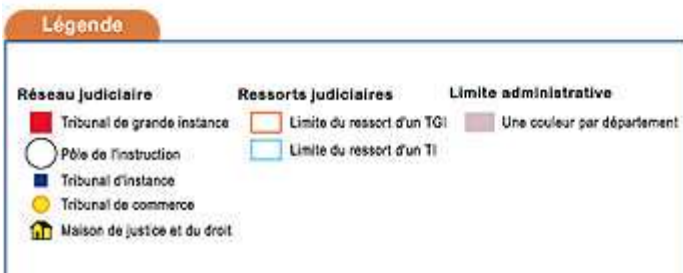 Légende
Réseau judiciaire
Tribunal de grande instance
Pôle de l'instruction
Tribunal d'instance
Tribunal de commerce
Maison de justice et du droit
Ressorts judiciaires
Limite du ressort d'un TGI
Limite du ressort d'un TI
Limite administrative
Une couleur par département